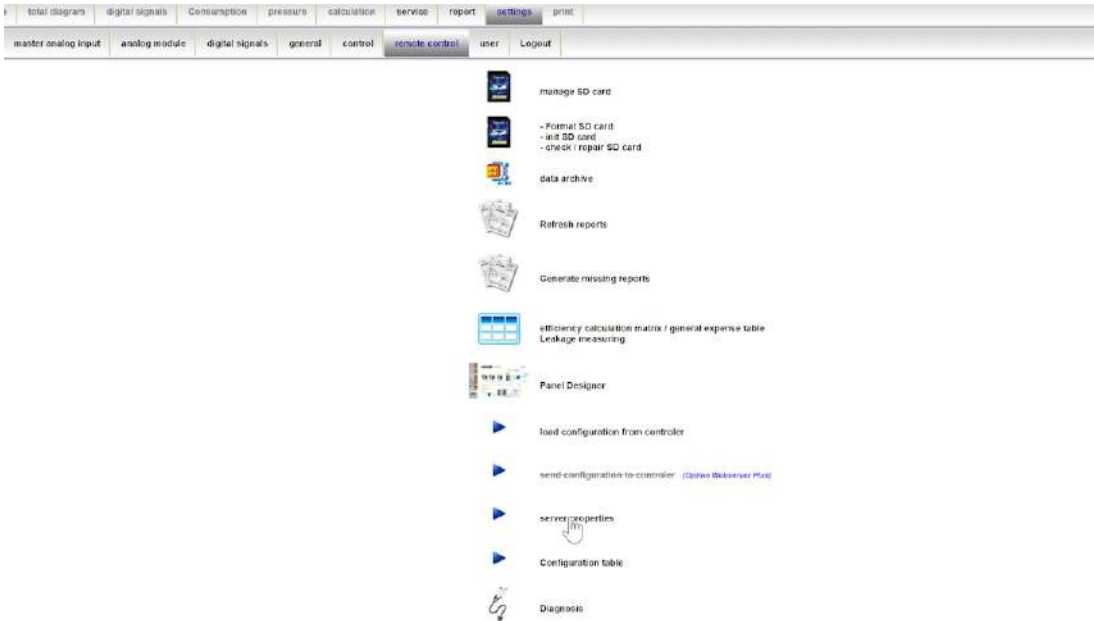 total diagram digital signals Consumption pressure calculation service report settings print
master analog input analog module digital signals general control remote control user Logout
manage SD card
- Format SD card
- init SD card
- check / repair SD card
data archive
Refresh reports
Generate missing reports
efficiency calculation matrix / general expense table
Leakage measuring
Panel Designer
load configuration from controler
send configuration to controler (Option Webserver Plus)
server properties
Configuration table
Diagnosis